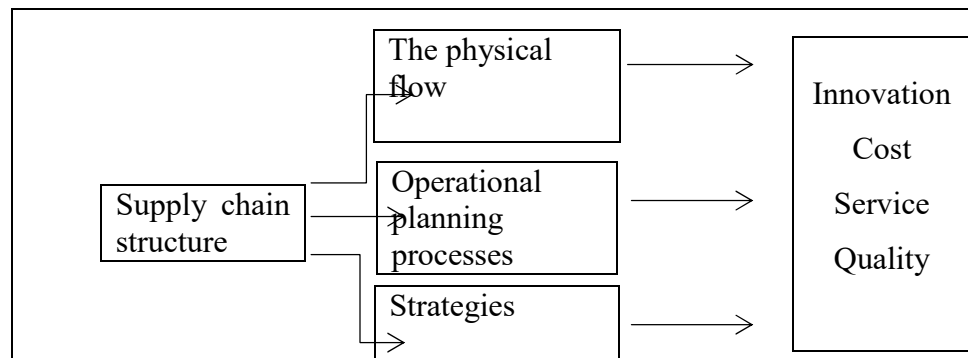 The physical
flow
Innovation
Cost
Service
Quality
Supply chain
structure
Operational
planning
processes
Strategies